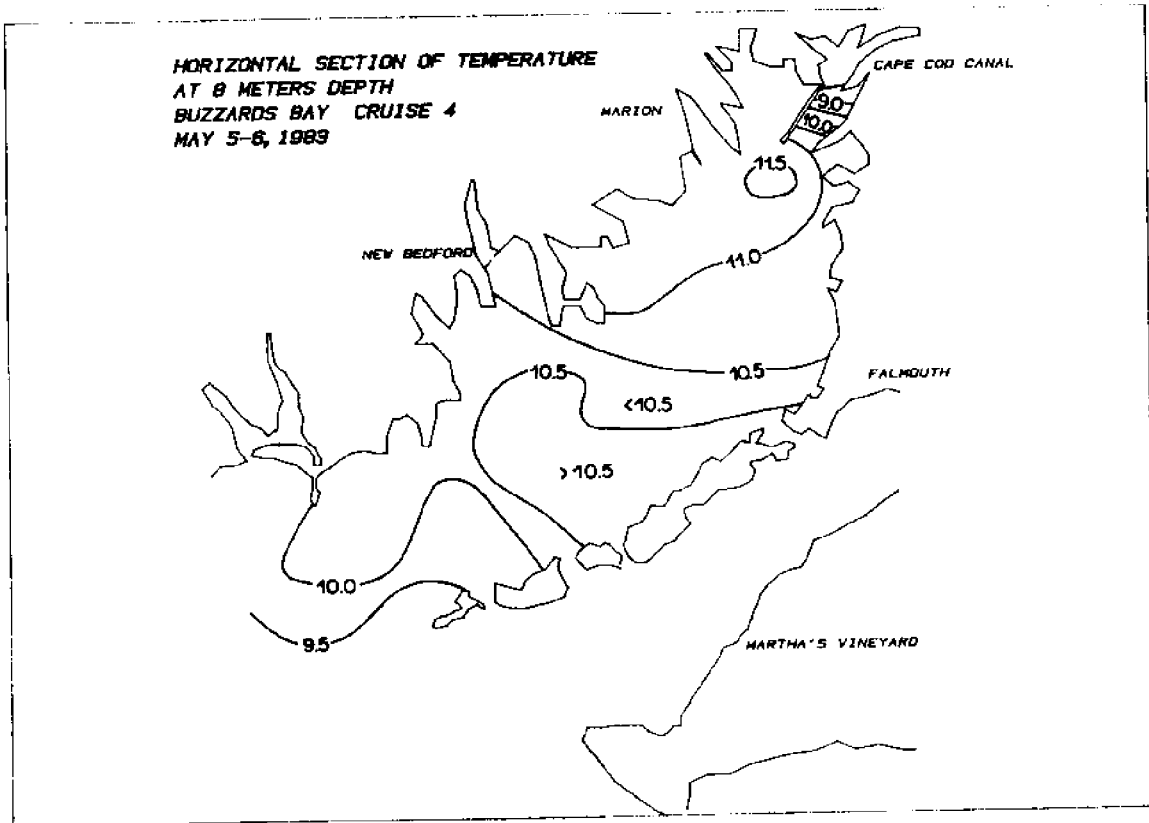 HORIZONTAL SECTION OF TEMPERATURE
AT 8 METERS DEPTH
BUZZARDS BAY CRUISE 4
MAY 5-6, 1983
CAPE COD CANAL
MARION
9.0
10.0
11.5
NEW BEDFORD
11.0
10.5
10.5
FALMOUTH
<10.5
>10.5
10.0
9.5
MARTHA'S VINEYARD